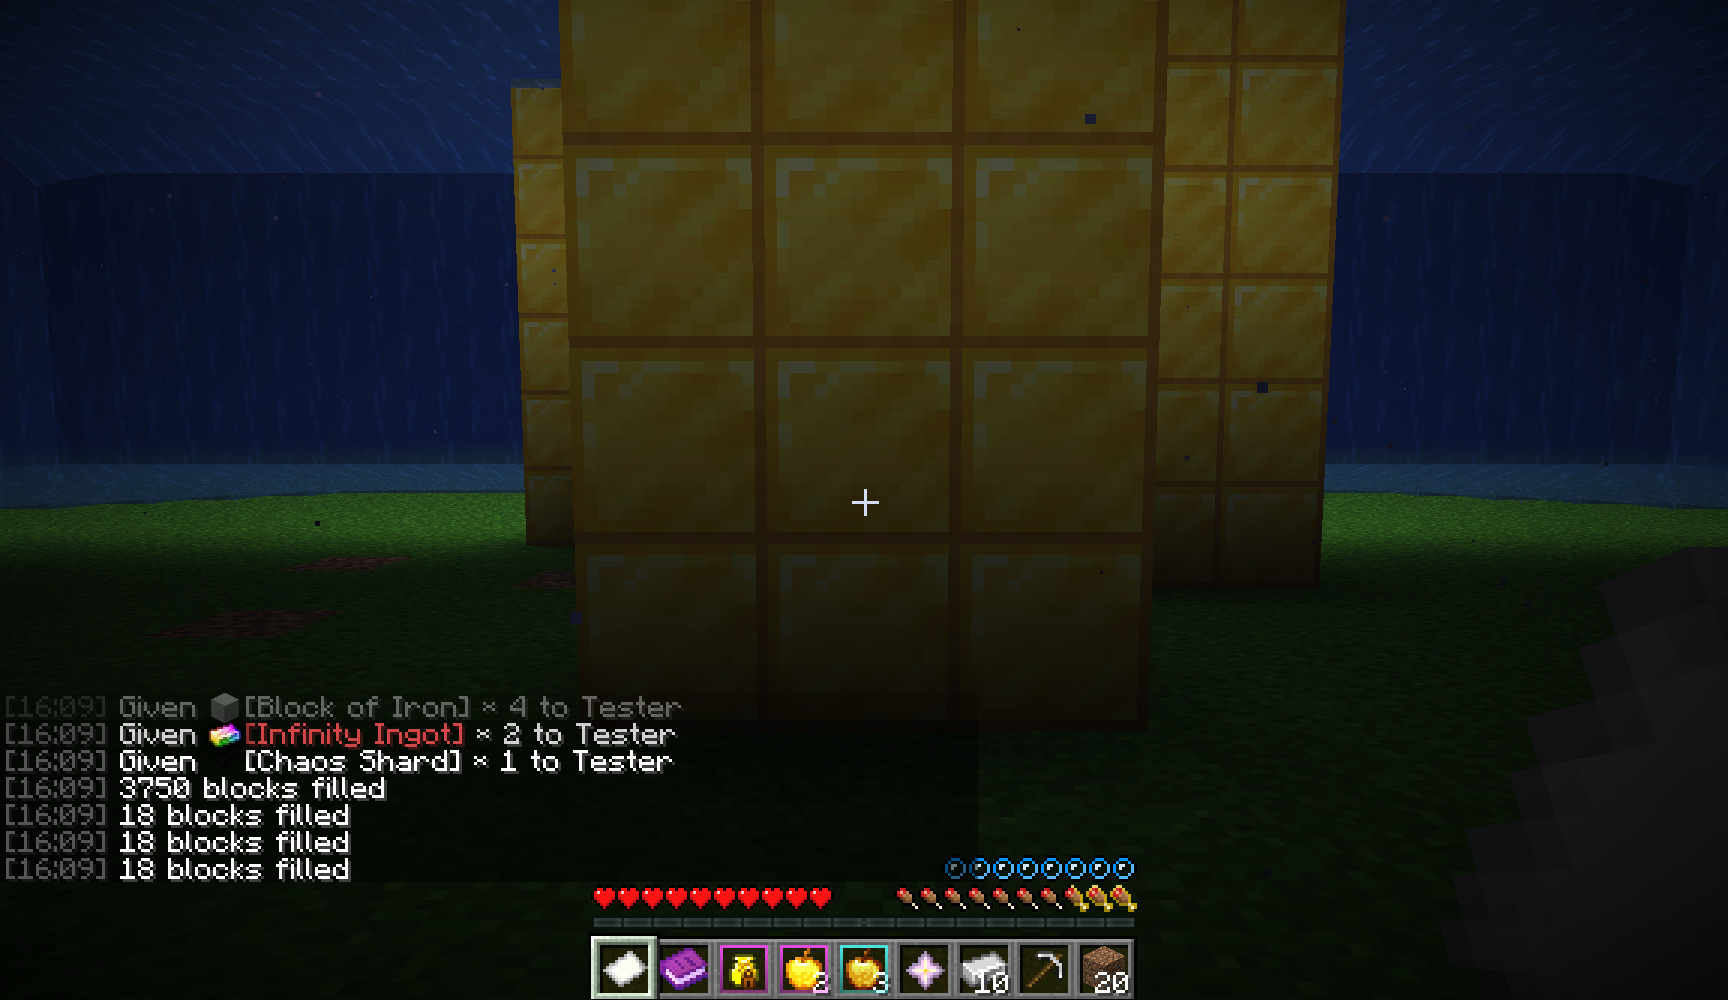 [16:09] Given [Block of Iron] × 4 to Tester
[16:09] Given [Infinity Ingot] × 2 to Tester
[16:09] Given [Chaos Shard] × 1 to Tester
[16:09] 3750 blocks filled
[16:09] 18 blocks filled
[16:09] 18 blocks filled
[16:09] 18 blocks filled
2 3 10 20